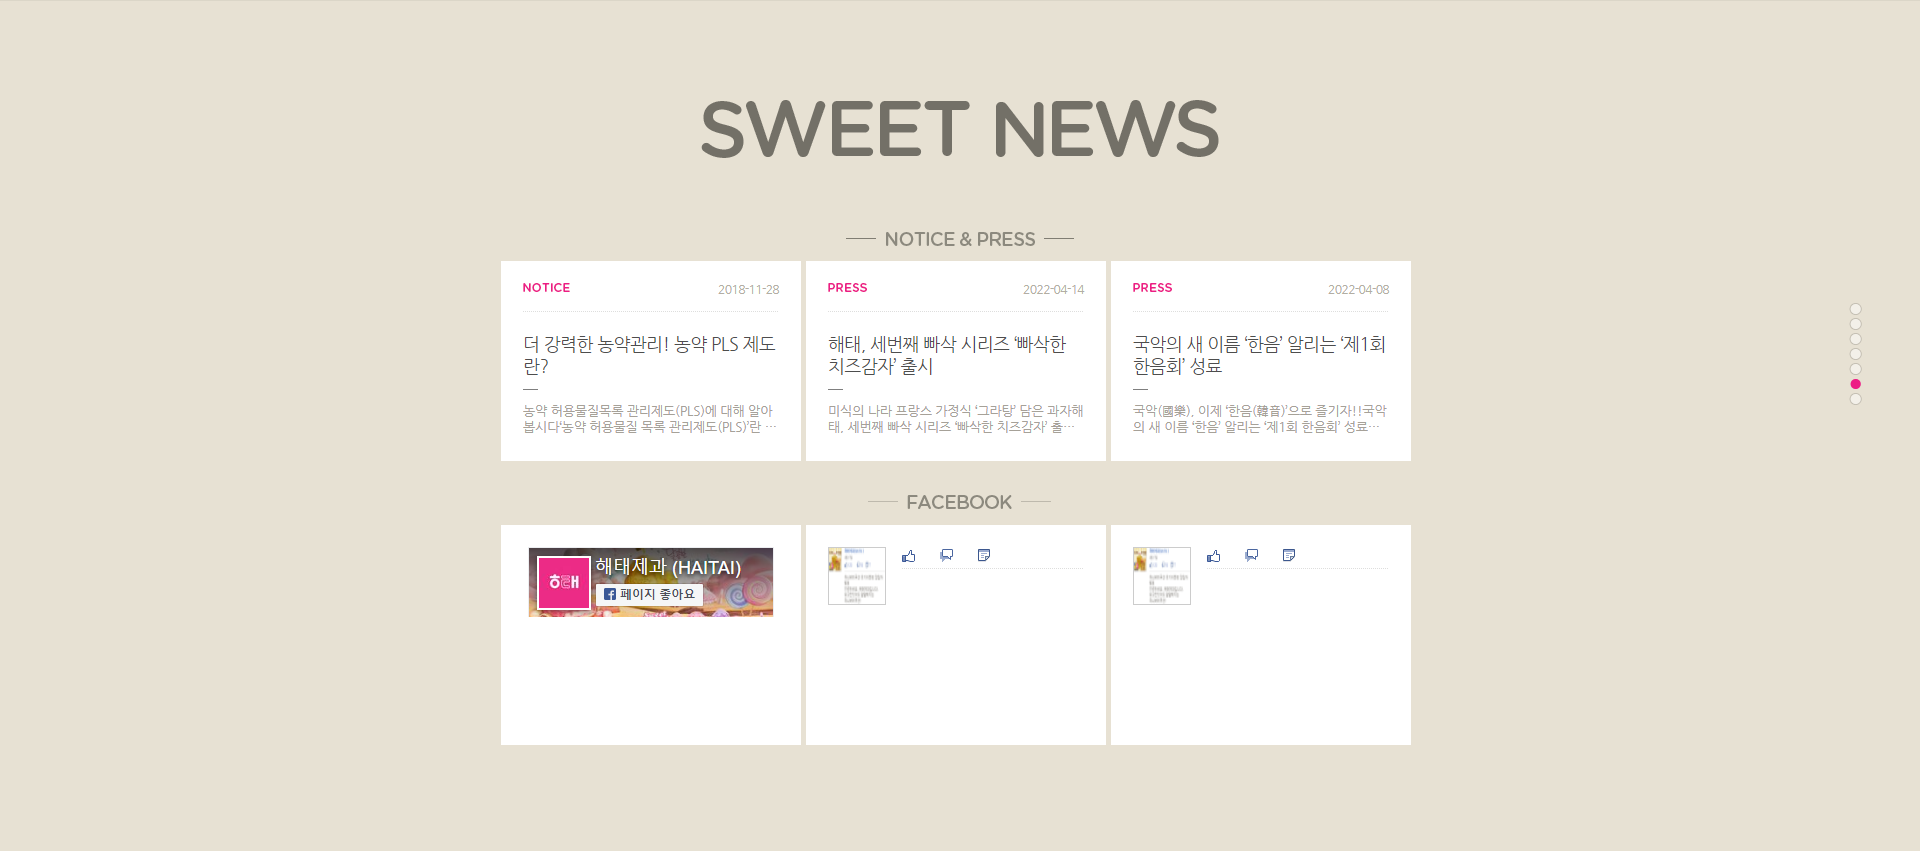 SWEET NEWS
NOTICE & PRESS
NOTICE 2018-11-28
더 강력한 농약관리! 농약 PLS 제도
란?
농약 허용물질목록 관리제도(PLS)에 대해 알아
봅시다‘농약 허용물질 목록 관리제도(PLS)’란 …
PRESS 2022-04-14
해태, 세번째 빠삭 시리즈 ‘빠삭한
치즈감자’ 출시
미식의 나라 프랑스 가정식 ‘그라탕’ 담은 과자해
태, 세번째 빠삭 시리즈 ‘빠삭한 치즈감자’ 출…
PRESS 2022-04-08
국악의 새 이름 ‘한음’ 알리는 ‘제1회
한음회’ 성료
국악(國樂), 이제 ‘한음(韓音)’으로 즐기자!!국악
의 새 이름 ‘한음’ 알리는 ‘제1회 한음회’ 성료…
FACEBOOK
해태
해태제과 (HAITAI)
페이지 좋아요